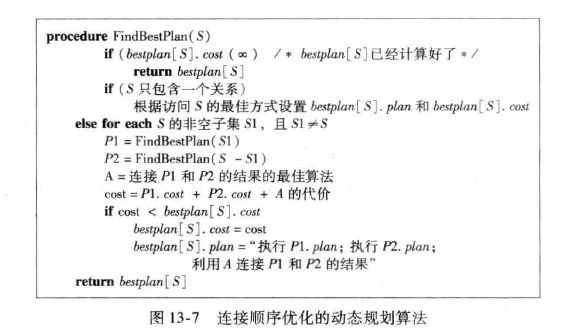 procedure FindBestPlan(S)
if (bestplan[S].cost (∞) /* bestplan[S]已经计算好了 */
return bestplan[S]
if (S 只包含一个关系)
根据访问 S 的最佳方式设置 bestplan[S].plan 和 bestplan[S].cost
else for each S 的非空子集 S1，且 S1≠S
P1 = FindBestPlan(S1)
P2 = FindBestPlan(S - S1)
A = 连接 P1 和 P2 的结果的最佳算法
cost = P1.cost + P2.cost + A 的代价
if cost < bestplan[S].cost
bestplan[S].cost = cost
bestplan[S].plan = “执行 P1.plan；执行 P2.plan；
利用 A 连接 P1 和 P2 的结果”
return bestplan[S]
图 13-7 连接顺序优化的动态规划算法